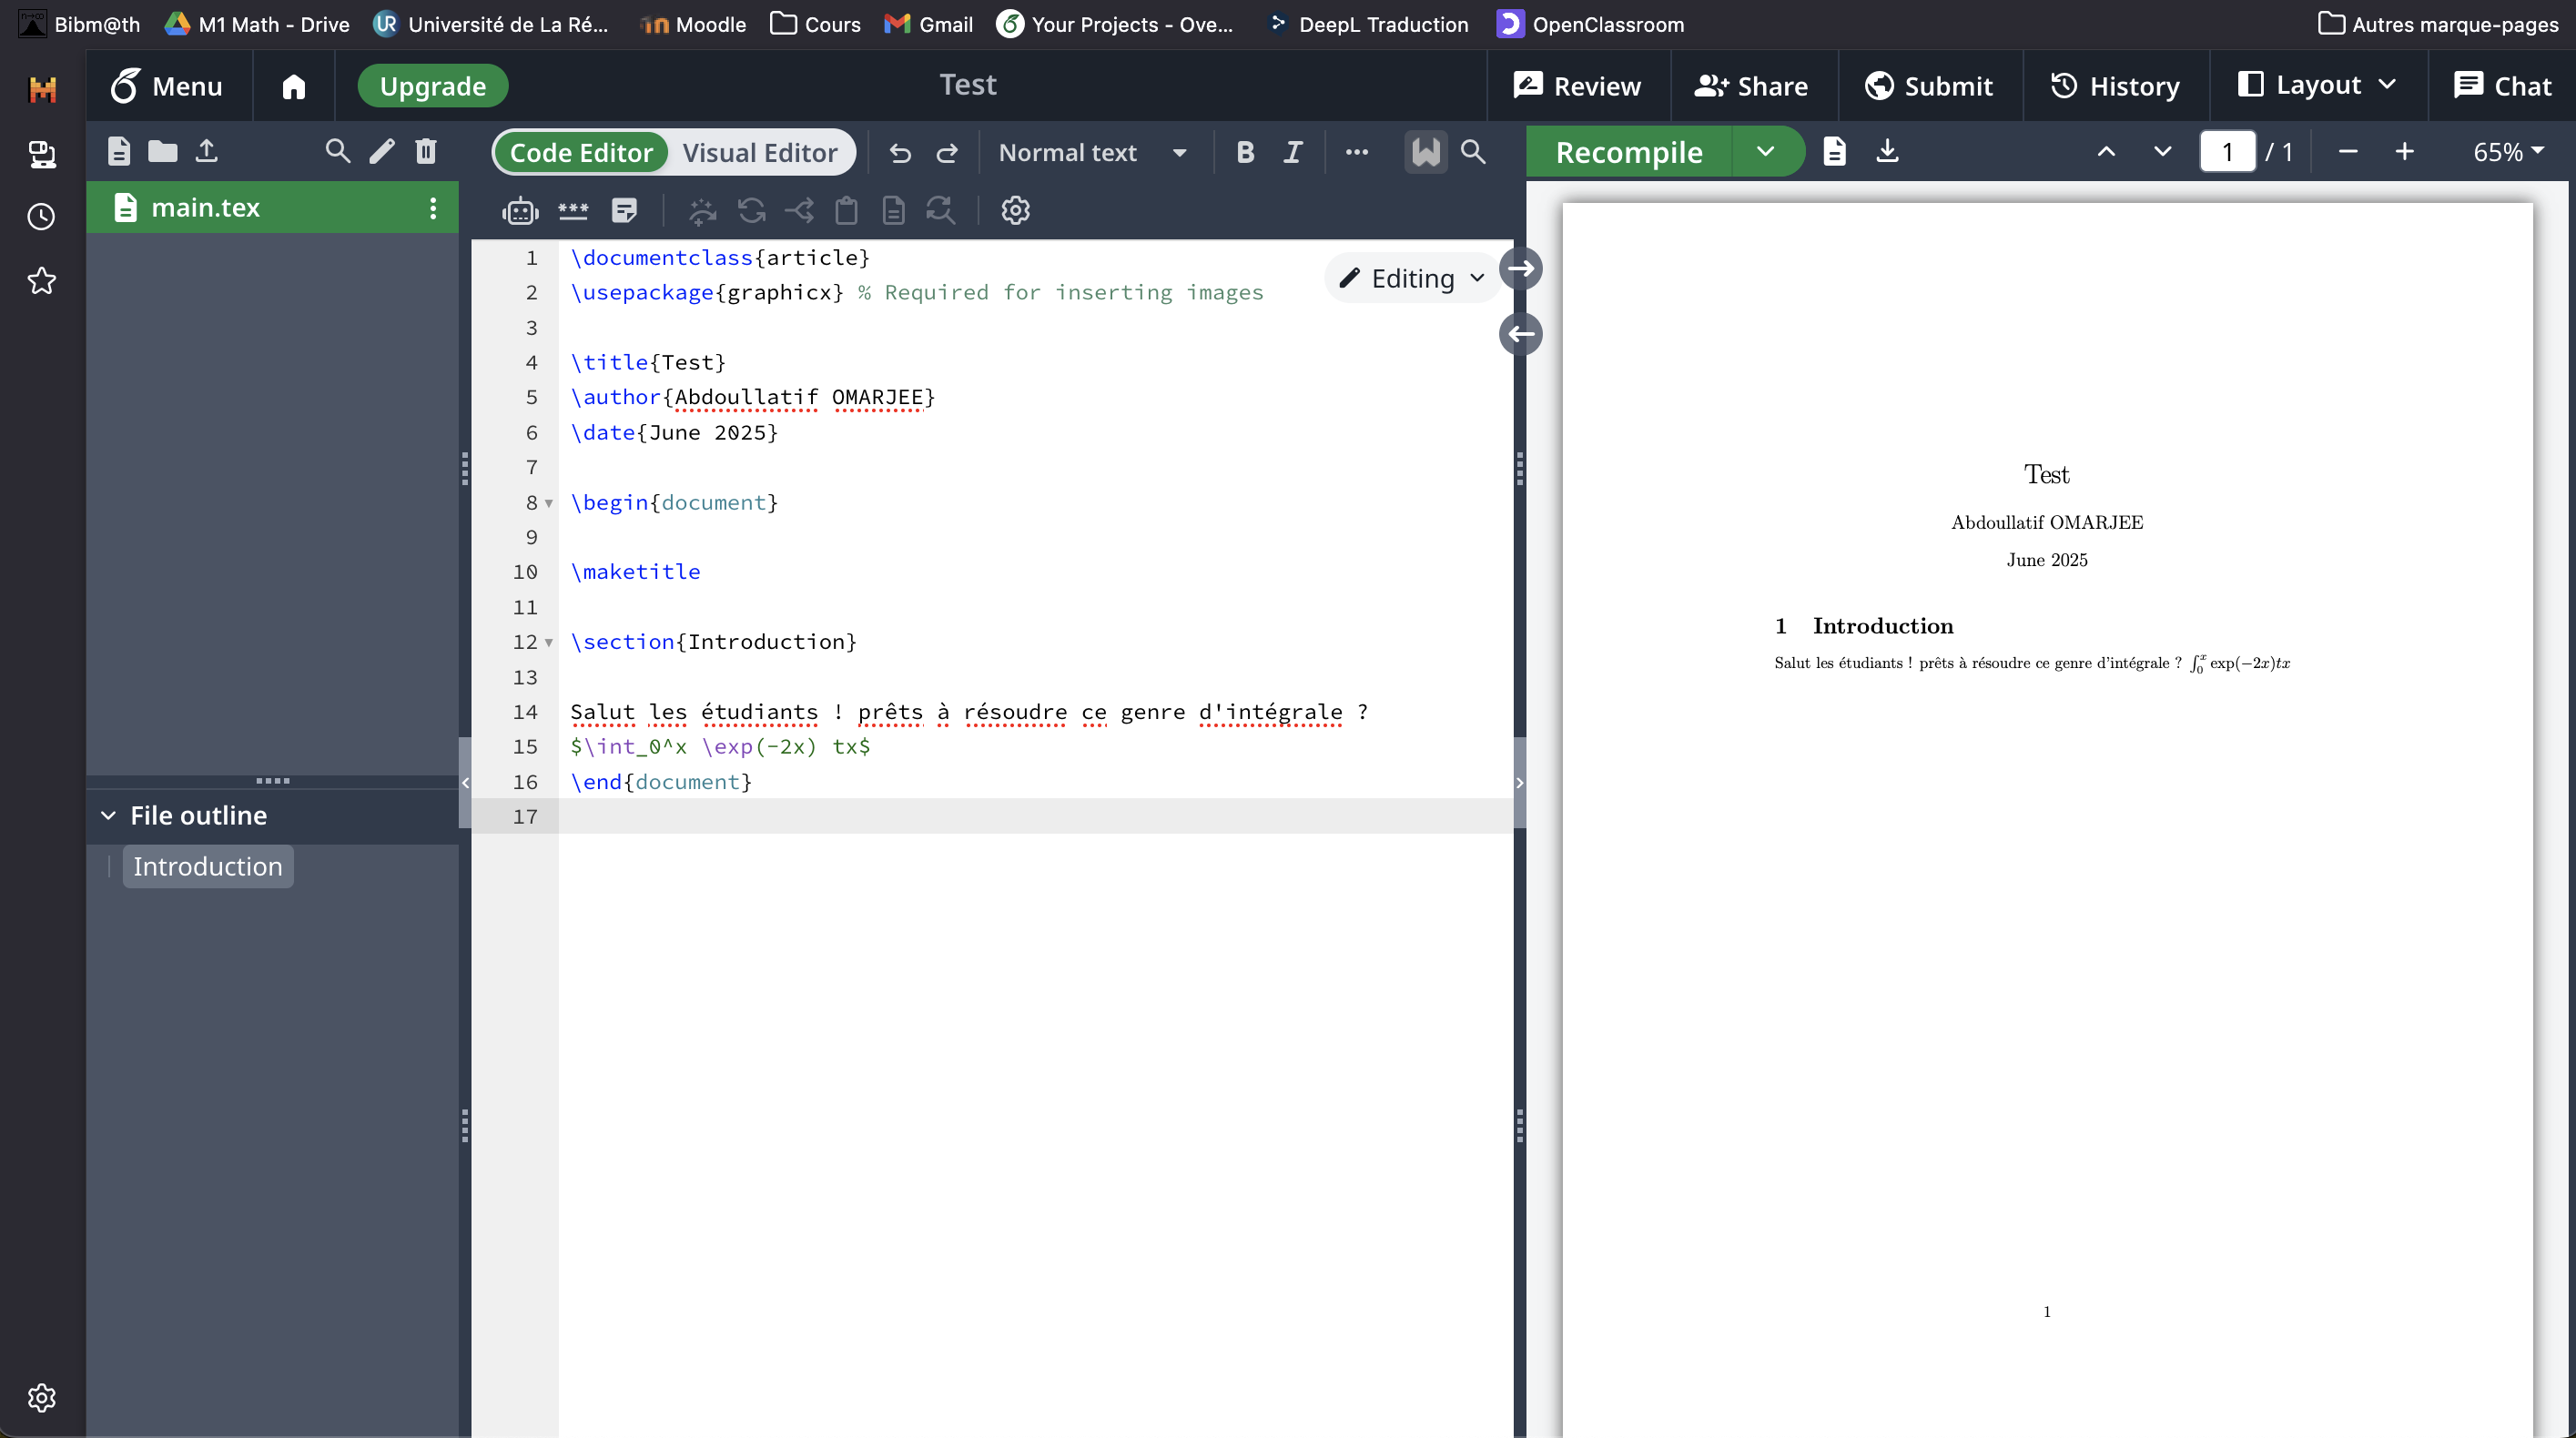 Bibm@th M1 Math - Drive Université de La Ré... Moodle Cours Gmail Your Projects - Ove... DeepL Traduction OpenClassroom Autres marque-pages
Menu Upgrade Test Review Share Submit History Layout Chat
Code Editor Visual Editor Normal text B I ... Recompile 1 / 1 65%
main.tex
1 \documentclass{article}
2 \usepackage{graphicx} % Required for inserting images
Editing
3
4 \title{Test}
5 \author{Abdoullatif OMARJEE}
6 \date{June 2025}
7
8 \begin{document}
9
10 \maketitle
11
12 \section{Introduction}
13
14 Salut les étudiants ! prêts à résoudre ce genre d'intégrale ?
15 $\int_0^x \exp(-2x) tx$
16 \end{document}
17
File outline
Introduction
Test
Abdoullatif OMARJEE
June 2025
1 Introduction
Salut les étudiants ! prêts à résoudre ce genre d'intégrale ? ∫₀ˣ exp(−2x)tx
1